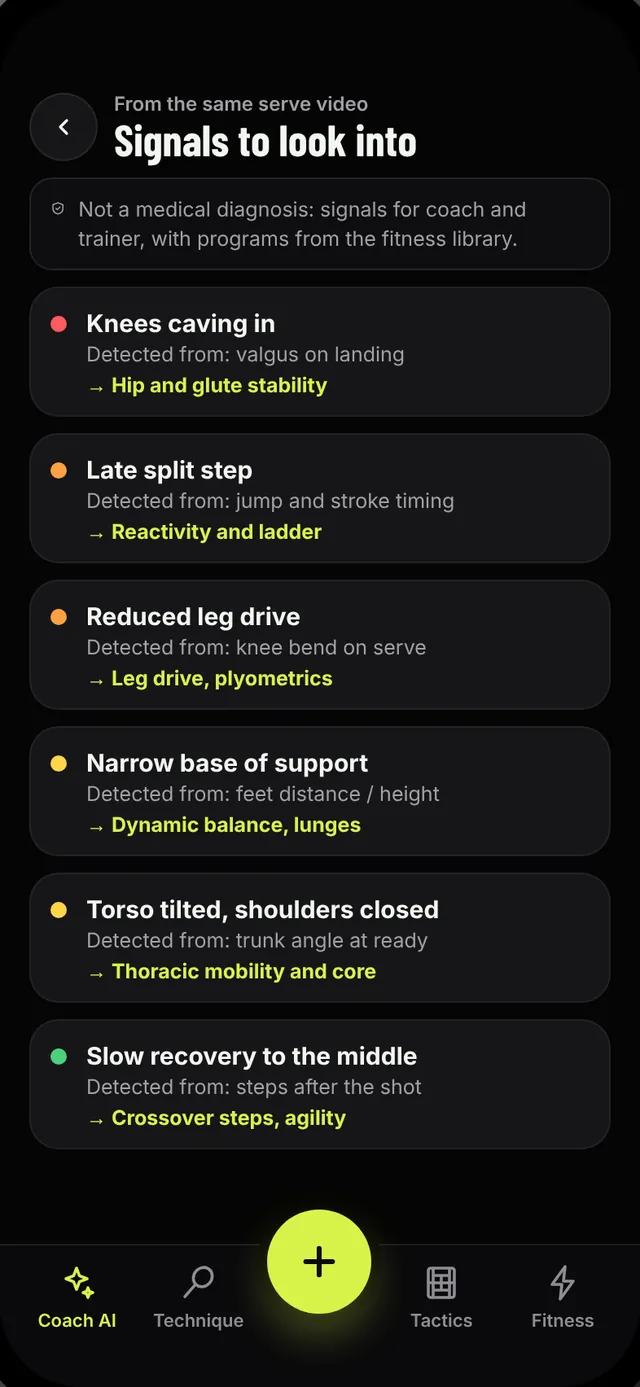 From the same serve video
Signals to look into
Not a medical diagnosis: signals for coach and
trainer, with programs from the fitness library.
Knees caving in
Detected from: valgus on landing
→ Hip and glute stability
Late split step
Detected from: jump and stroke timing
→ Reactivity and ladder
Reduced leg drive
Detected from: knee bend on serve
→ Leg drive, plyometrics
Narrow base of support
Detected from: feet distance / height
→ Dynamic balance, lunges
Torso tilted, shoulders closed
Detected from: trunk angle at ready
→ Thoracic mobility and core
Slow recovery to the middle
Detected from: steps after the shot
→ Crossover steps, agility
Coach AI
Technique
Tactics
Fitness